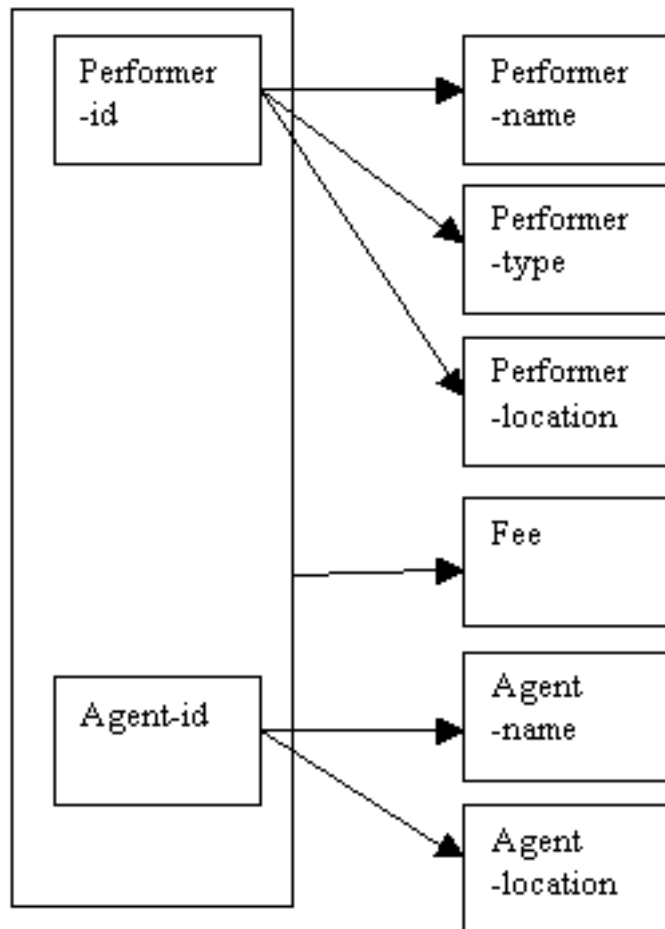 Performer
-id
Performer
-name
Performer
-type
Performer
-location
Fee
Agent-id
Agent
-name
Agent
-location